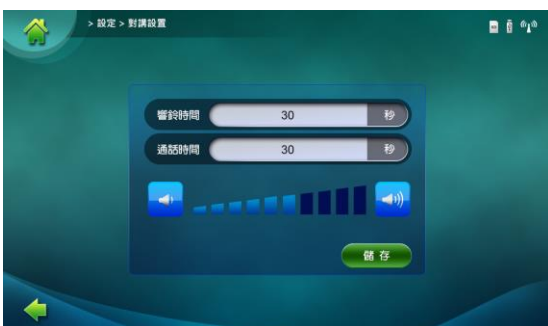 > 設定 > 對講設置
響鈴時間 30 秒
通話時間 30 秒
儲存